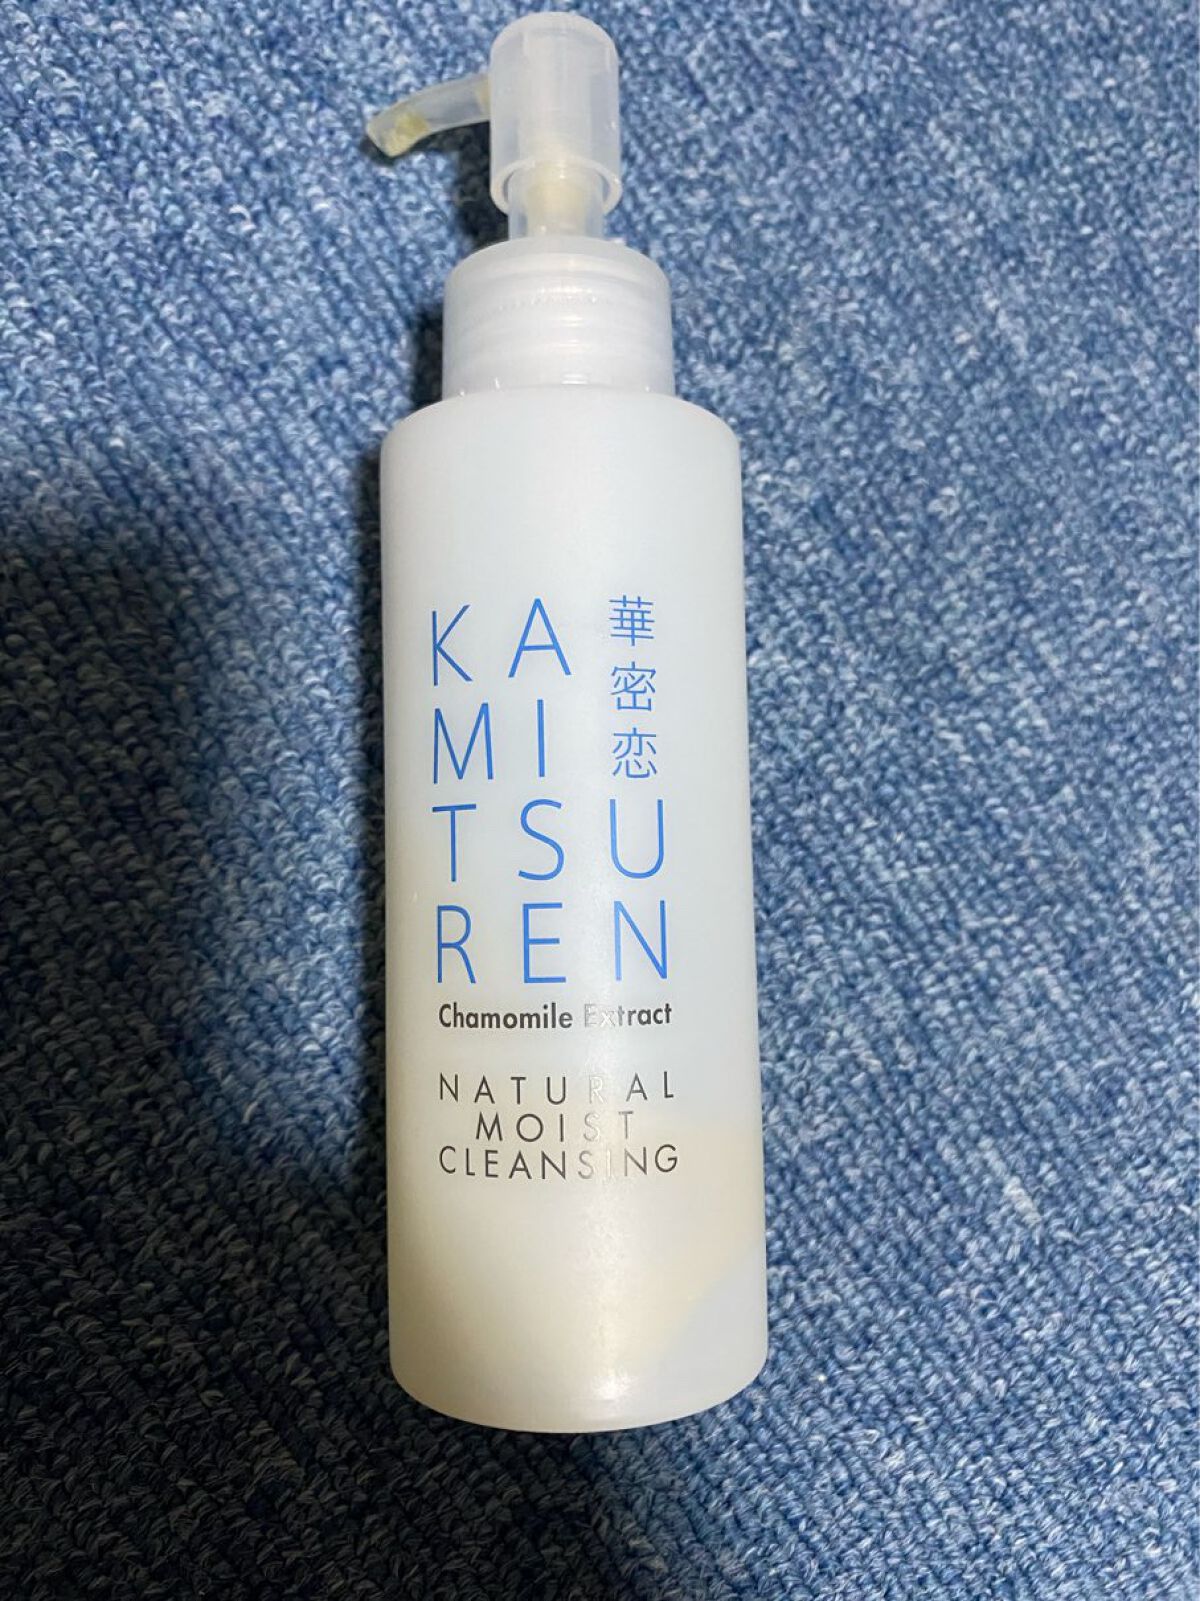 KA
MI
TSU
REN
華密恋
Chamomile Extract
NATURAL
MOIST
CLEANSING